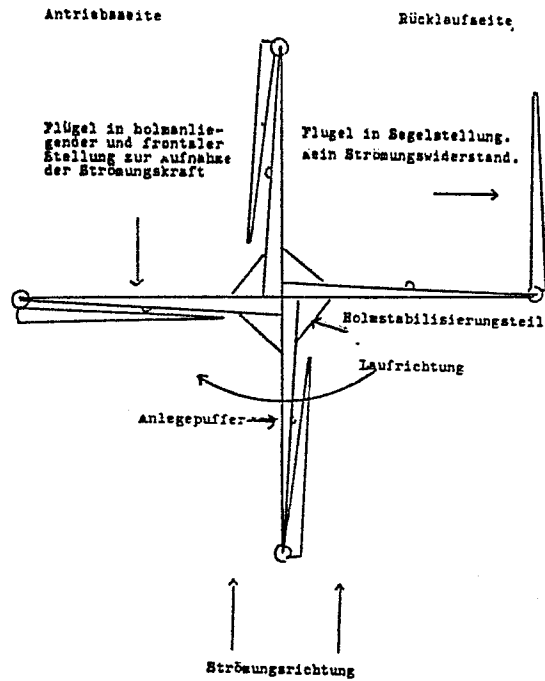 Antriebsseite
Rücklaufseite
Flügel in holmanlie-
gender und frontaler
Stellung zur Aufnahme
der Strömungskraft
Flugel in Segelstellung.
Kein Strömungswiderstand.
Holmstabilisierungsteil
Laufrichtung
Anlegepuffer
Strömungsrichtung